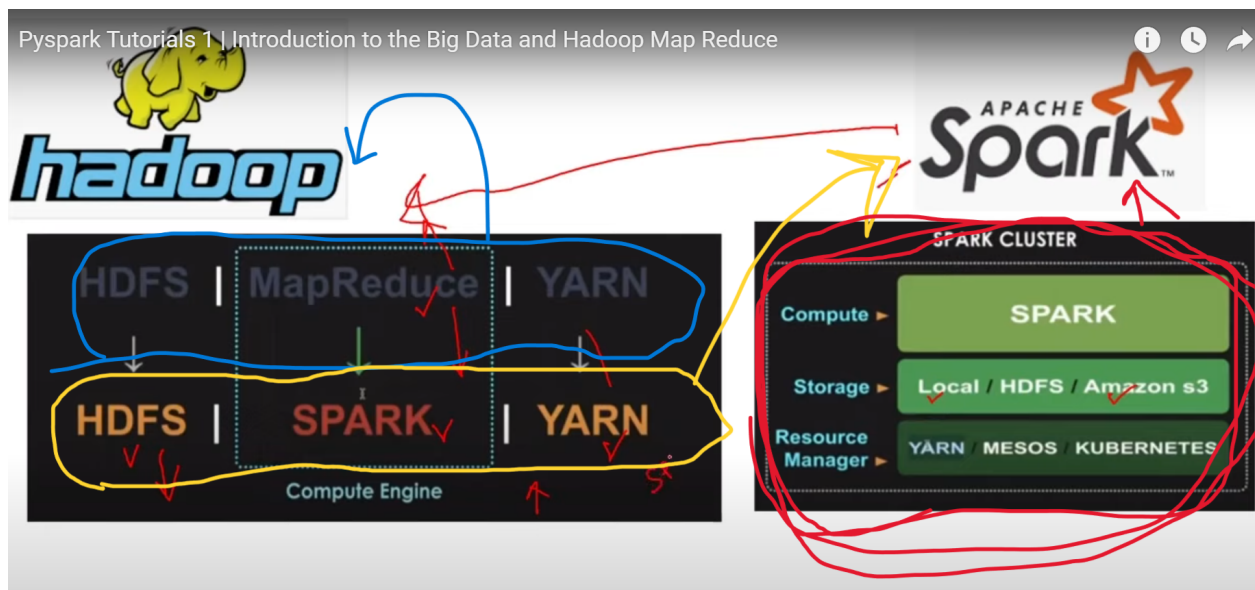 Pyspark Tutorials 1 | Introduction to the Big Data and Hadoop Map Reduce
hadoop
APACHE
Spark™
HDFS | MapReduce | YARN
HDFS | SPARK | YARN
Compute Engine
SPARK CLUSTER
Compute ► SPARK
Storage ► Local / HDFS / Amazon s3
Resource
Manager ► YARN / MESOS / KUBERNETES